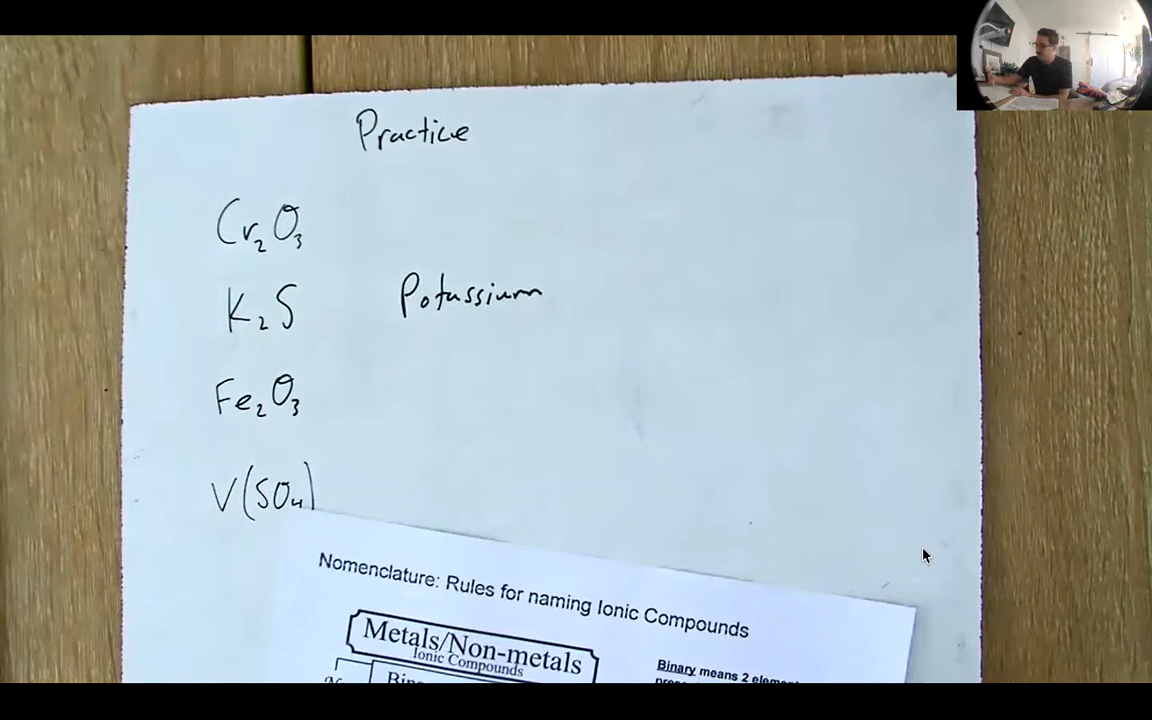 Practice
Cr₂O₃
K₂S Potassium
Fe₂O₃
V(SO₄)
Nomenclature: Rules for naming Ionic Compounds
Metals/Non-metals
Ionic Compounds
Binary means 2